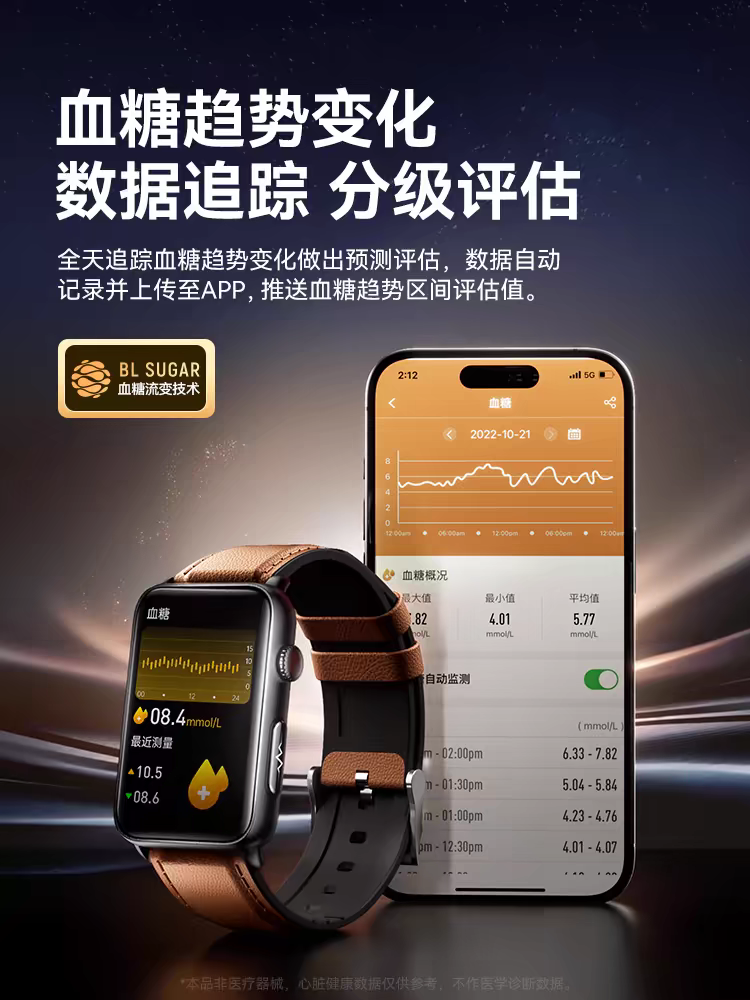 血糖趋势变化
数据追踪 分级评估
全天追踪血糖趋势变化做出预测评估，数据自动
记录并上传至APP, 推送血糖趋势区间评估值。
BL SUGAR
血糖流变技术
2:12
5G
血糖
2022-10-21
8
6
4
2
0
12:00am 06:00am 12:00pm 06:00pm 12:00am
血糖概况
最大值 最小值 平均值
.82 4.01 5.77
mol/L mmol/L mmol/L
自动监测
( mmol/L )
m - 02:00pm 6.33 - 7.82
m - 01:30pm 5.04 - 5.84
m - 01:00pm 4.23 - 4.76
pm - 12:30pm 4.01 - 4.07
血糖
15
10
5
0
00 12 24
08.4mmol/L
最近测量
10.5
08.6
*本品非医疗器械，心脏健康数据仅供参考，不作医学诊断数据。